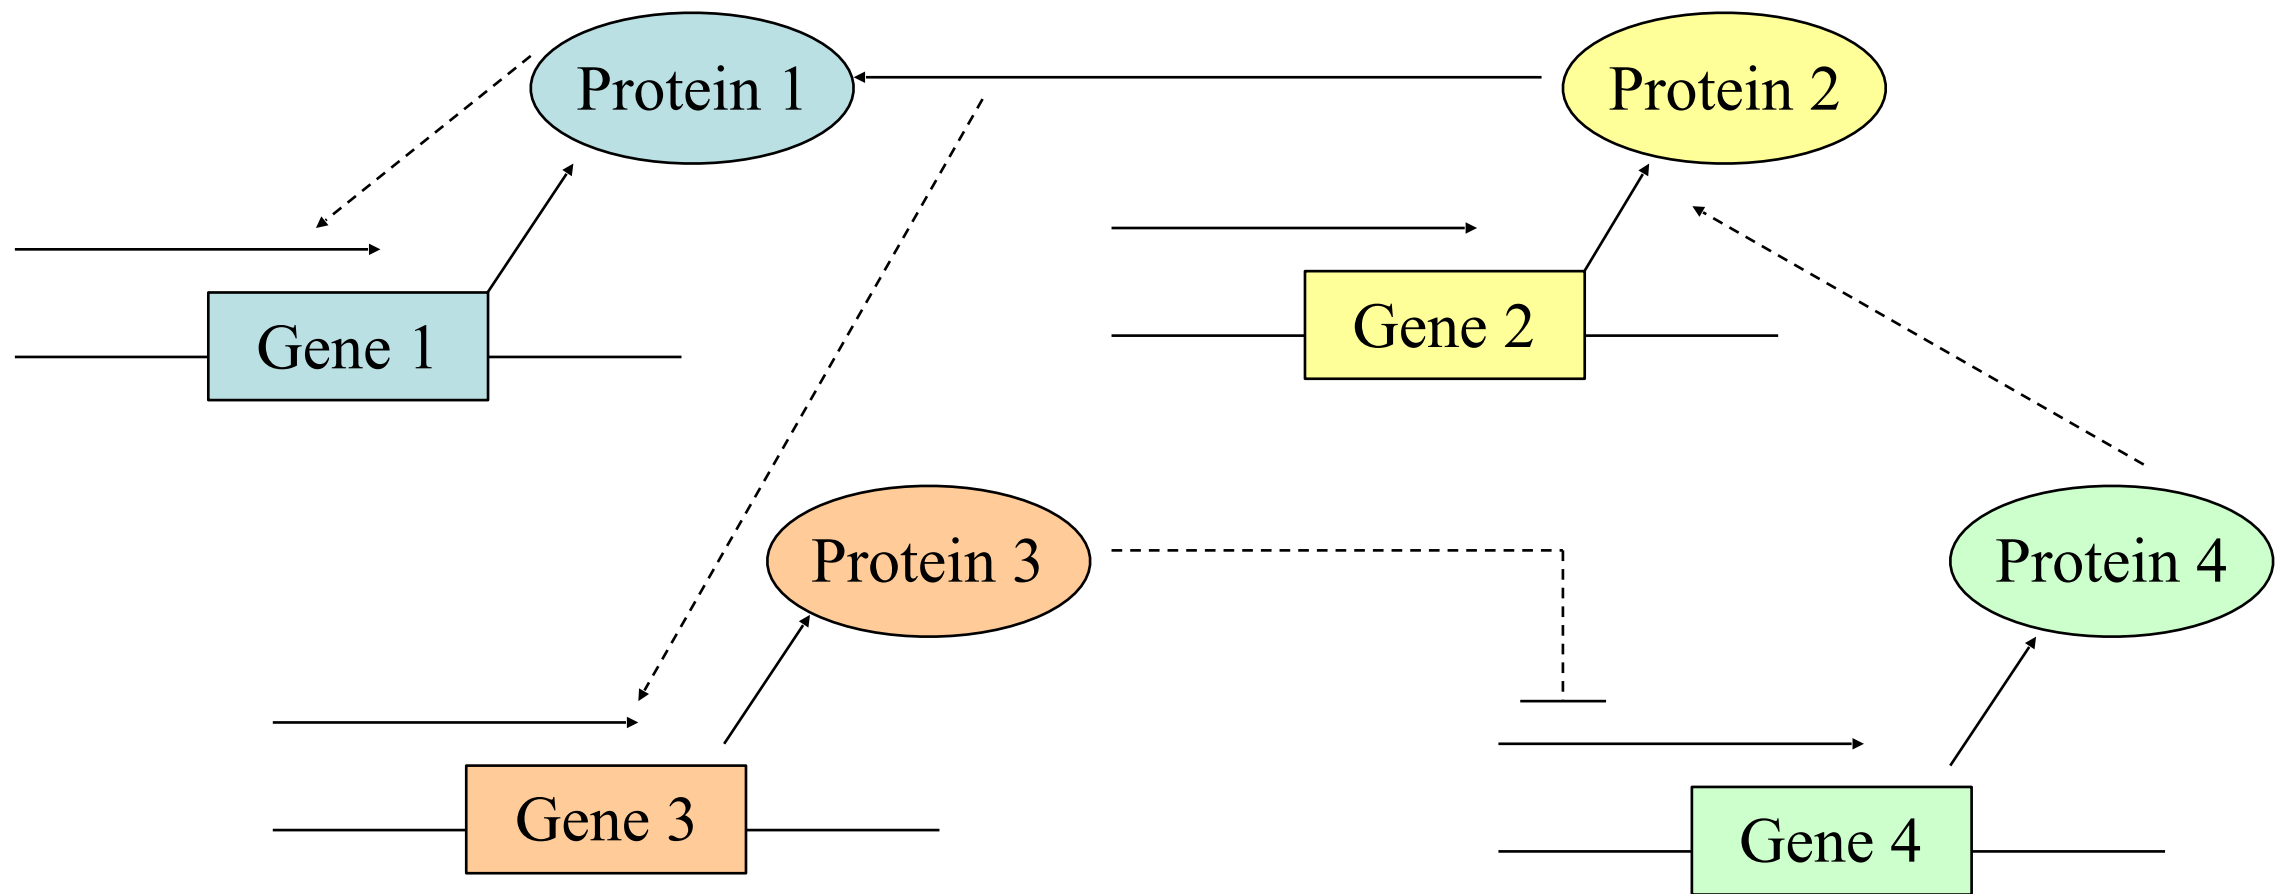 Protein 1
Protein 2
Gene 1
Gene 2
Protein 3
Protein 4
Gene 3
Gene 4